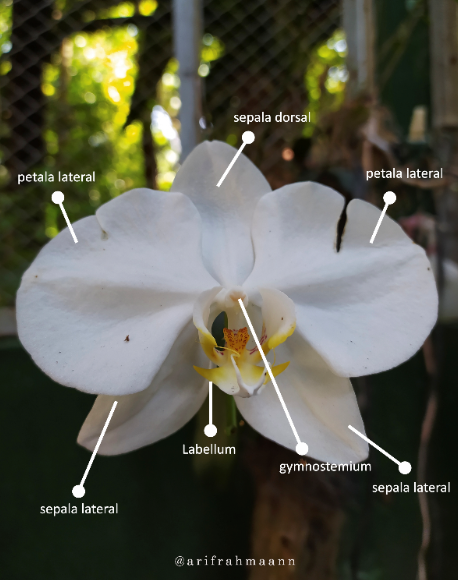 sepala dorsal
petala lateral
petala lateral
Labellum
gymnostemium
sepala lateral
sepala lateral
@arifrahmaann